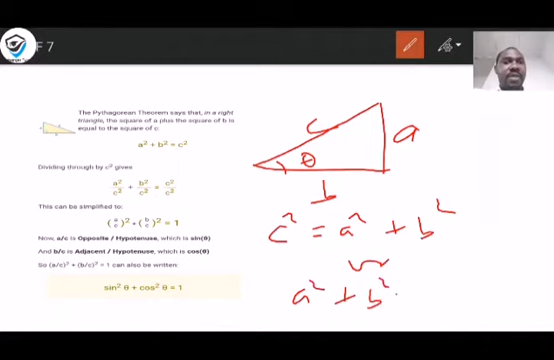 F 7
The Pythagorean Theorem says that, in a right
triangle, the square of a plus the square of b is
equal to the square of c:
a² + b² = c²
Dividing through by c² gives
a²/c² + b²/c² = c²/c²
This can be simplified to:
(a/c)² + (b/c)² = 1
Now, a/c is Opposite / Hypotenuse, which is sin(θ)
And b/c is Adjacent / Hypotenuse, which is cos(θ)
So (a/c)² + (b/c)² = 1 can also be written:
sin² θ + cos² θ = 1
c
a
θ
b
c² = a² + b²
a² + b²